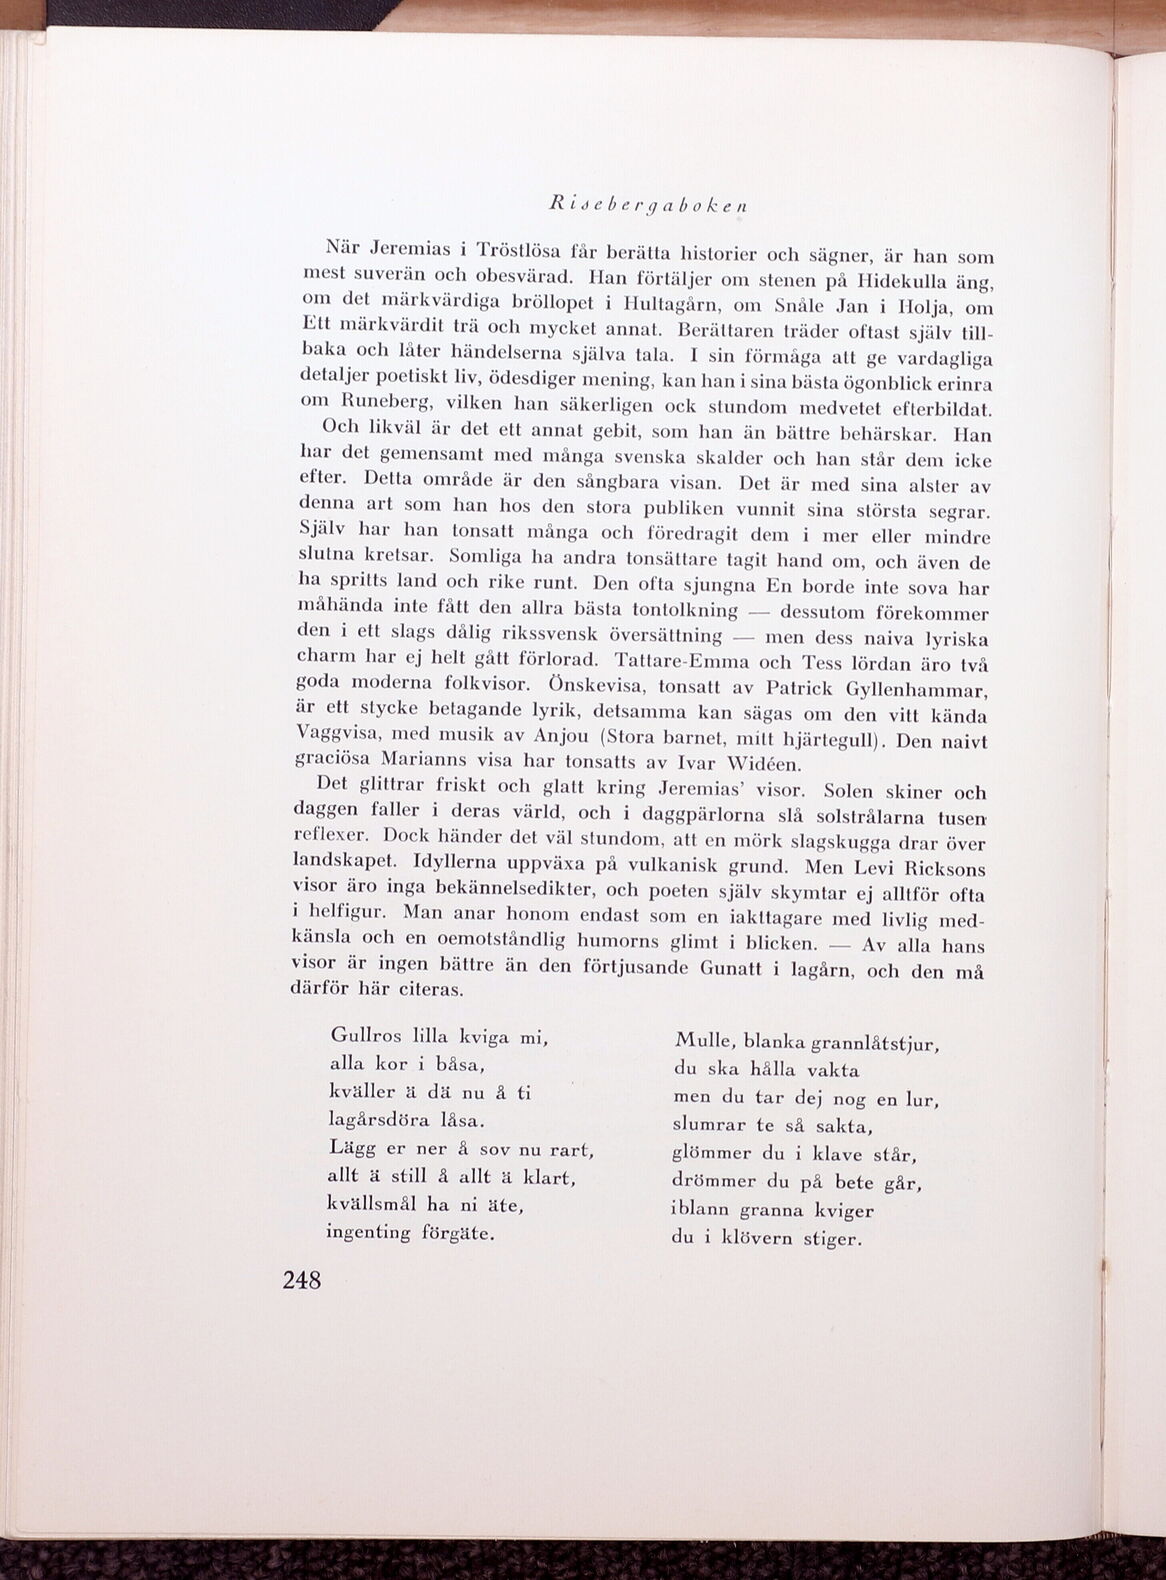 Risebergaboken
När Jeremias i Tröstlösa får berätta historier och sägner, är han som
mest suverän och obesvärad. Han förtäljer om stenen på Hidekulla äng,
om det märkvärdiga bröllopet i Hultagårn, om Snåle Jan i Holja, om
Ett märkvärdit trä och mycket annat. Berättaren träder oftast själv till-
baka och låter händelserna själva tala. I sin förmåga att ge vardagliga
detaljer poetiskt liv, ödesdiger mening, kan han i sina bästa ögonblick erinra
om Runeberg, vilken han säkerligen ock stundom medvetet efterbildat.
Och likväl är det ett annat gebit, som han än bättre behärskar. Han
har det gemensamt med många svenska skalder och han står dem icke
efter. Detta område är den sångbara visan. Det är med sina alster av
denna art som han hos den stora publiken vunnit sina största segrar.
Själv har han tonsatt många och föredragit dem i mer eller mindre
slutna kretsar. Somliga ha andra tonsättare tagit hand om, och även de
ha spritts land och rike runt. Den ofta sjungna En borde inte sova har
måhända inte fått den allra bästa tontolkning — dessutom förekommer
den i ett slags dålig rikssvensk översättning — men dess naiva lyriska
charm har ej helt gått förlorad. Tattare-Emma och Tess lördan äro två
goda moderna folkvisor. Önskevisa, tonsatt av Patrick Gyllenhammar,
är ett stycke betagande lyrik, detsamma kan sägas om den vitt kända
Vaggvisa, med musik av Anjou (Stora barnet, mitt hjärtegull). Den naivt
graciösa Marianns visa har tonsatts av Ivar Widéen.
Det glittrar friskt och glatt kring Jeremias' visor. Solen skiner och
daggen faller i deras värld, och i daggpärlorna slå solstrålarna tusen
reflexer. Dock händer det väl stundom, att en mörk slagskugga drar över
landskapet. Idyllerna uppväxa på vulkanisk grund. Men Levi Ricksons
visor äro inga bekännelsedikter, och poeten själv skymtar ej alltför ofta
i helfigur. Man anar honom endast som en iakttagare med livlig med-
känsla och en oemotståndlig humorns glimt i blicken. — Av alla hans
visor är ingen bättre än den förtjusande Gunatt i lagårn, och den må
därför här citeras.
Gullros lilla kviga mi,
alla kor i båsa,
kväller ä dä nu å ti
lagårsdöra låsa.
Lägg er ner å sov nu rart,
allt ä still å allt ä klart,
kvällsmål ha ni äte,
ingenting förgäte.
Mulle, blanka grannlåtstjur,
du ska hålla vakta
men du tar dej nog en lur,
slumrar te så sakta,
glömmer du i klave står,
drömmer du på bete går,
iblann granna kviger
du i klövern stiger.
248